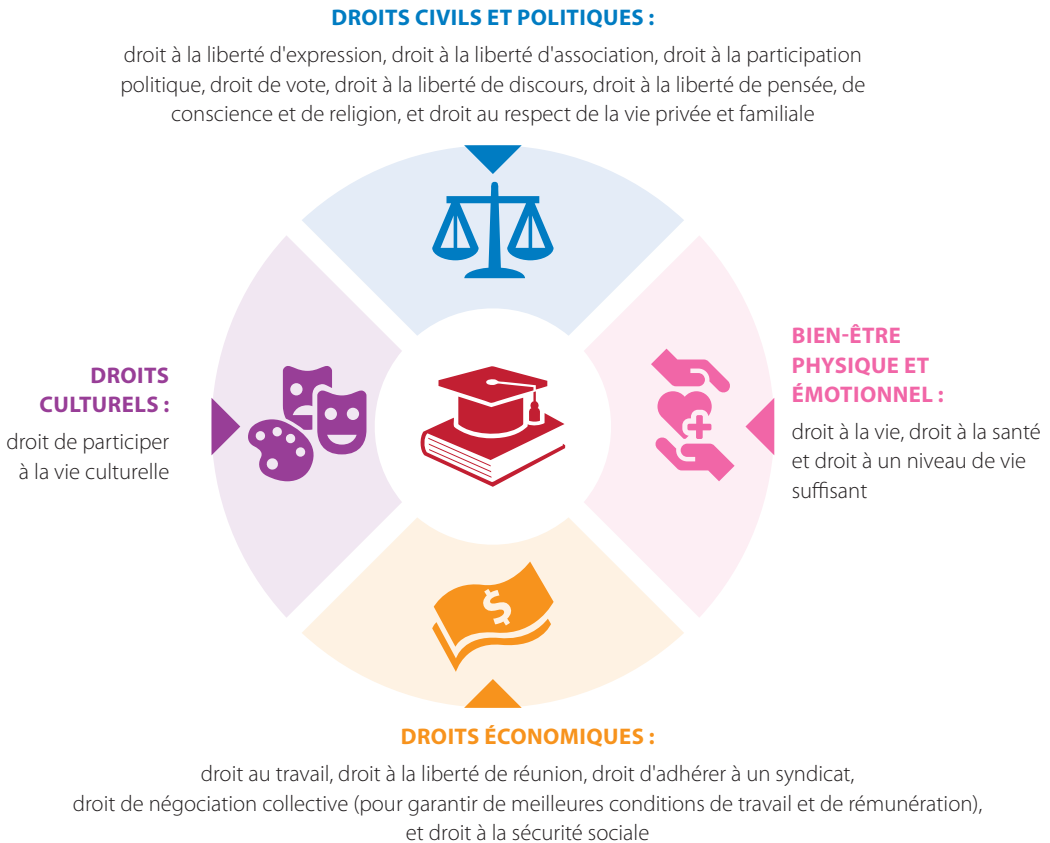 DROITS CIVILS ET POLITIQUES :
droit à la liberté d'expression, droit à la liberté d'association, droit à la participation
politique, droit de vote, droit à la liberté de discours, droit à la liberté de pensée, de
conscience et de religion, et droit au respect de la vie privée et familiale
DROITS
CULTURELS :
droit de participer
à la vie culturelle
BIEN-ÊTRE
PHYSIQUE ET
ÉMOTIONNEL :
droit à la vie, droit à la santé
et droit à un niveau de vie
suffisant
$
DROITS ÉCONOMIQUES :
droit au travail, droit à la liberté de réunion, droit d'adhérer à un syndicat,
droit de négociation collective (pour garantir de meilleures conditions de travail et de rémunération),
et droit à la sécurité sociale